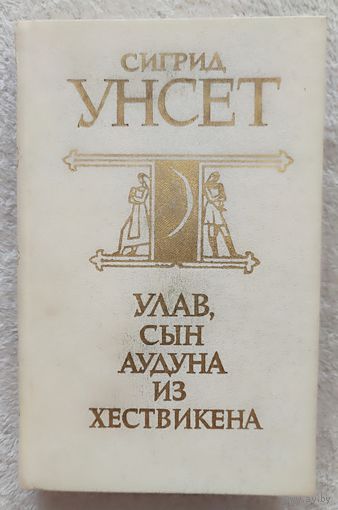 СИГРИД
УНСЕТ
УЛАВ,
СЫН
АУДУНА
ИЗ
ХЕСТВИКЕНА